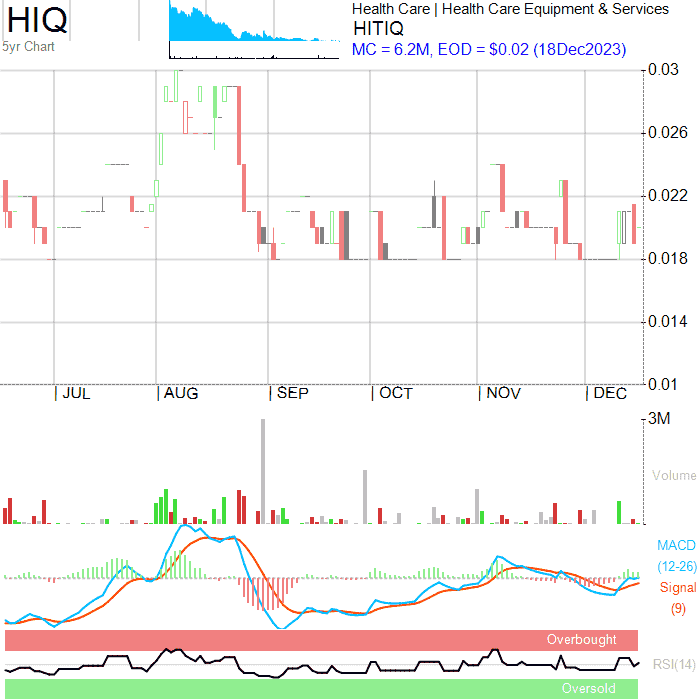 HIQ
5yr Chart
Health Care | Health Care Equipment & Services
HITIQ
MC = 6.2M, EOD = $0.02 (18Dec2023)
0.03
0.026
0.022
0.018
0.014
0.01
| JUL | AUG | SEP | OCT | NOV | DEC
3M
Volume
MACD
(12-26)
Signal
(9)
Overbought
RSI(14)
Oversold